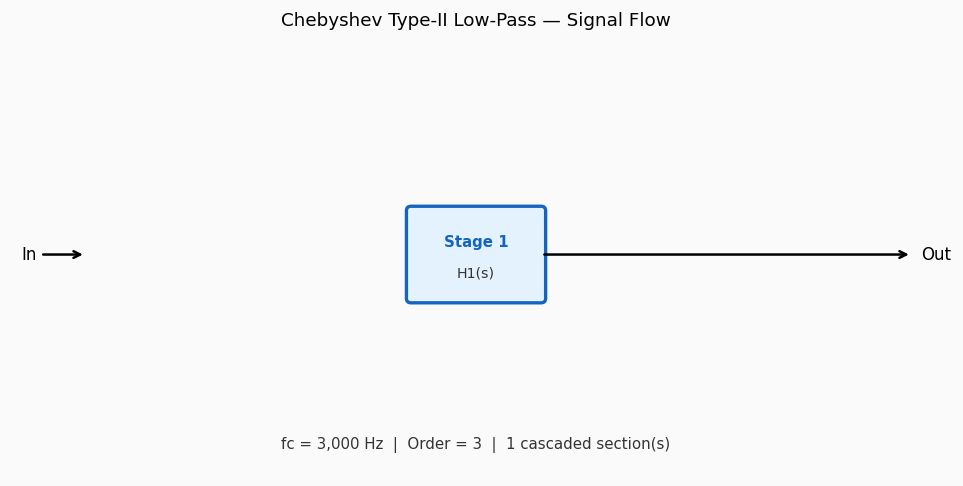 Chebyshev Type-II Low-Pass — Signal Flow
In
Stage 1
H1(s)
Out
fc = 3,000 Hz  |  Order = 3  |  1 cascaded section(s)